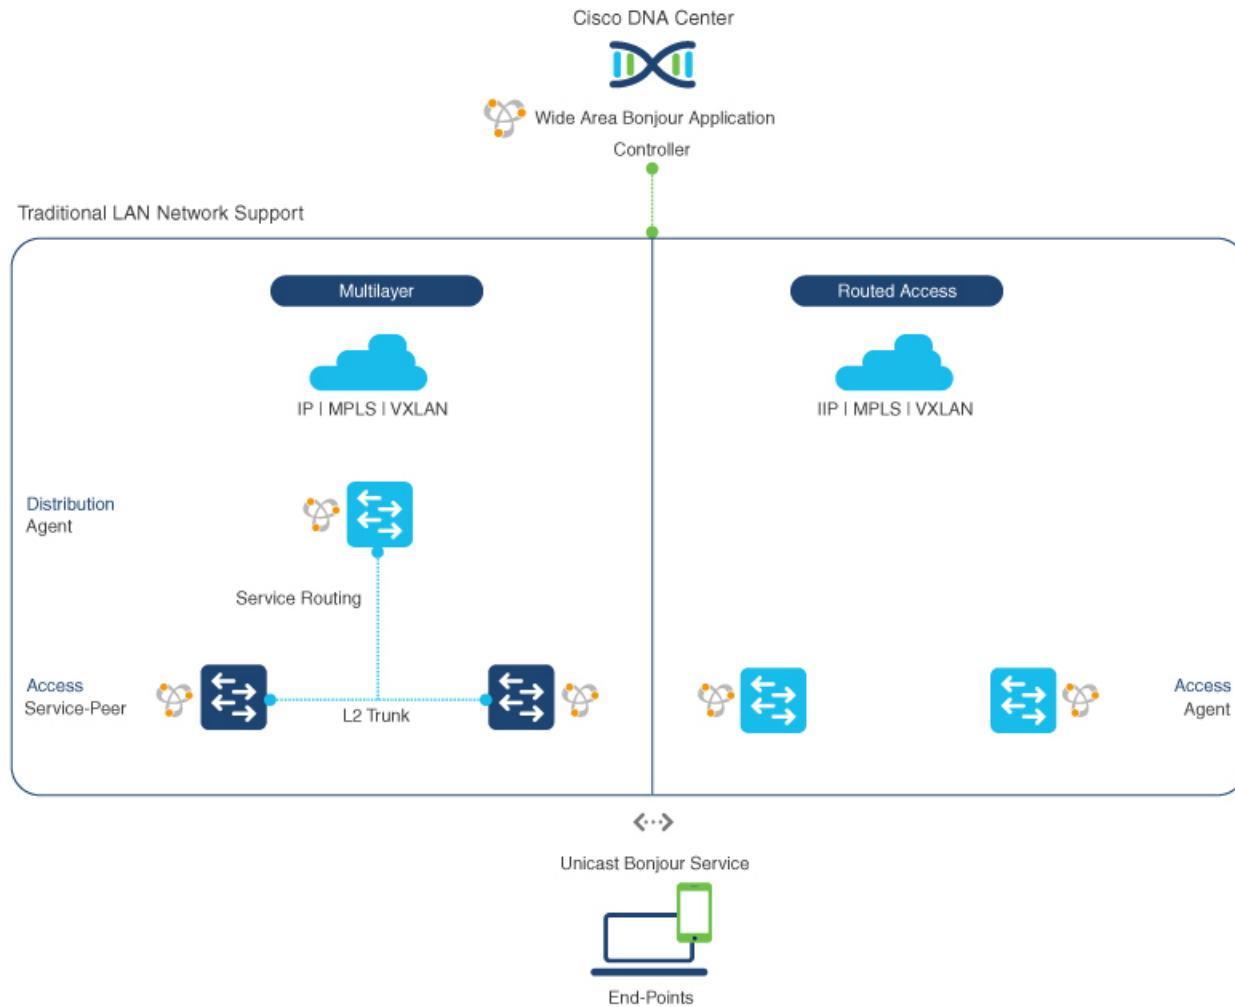 Cisco DNA Center
Wide Area Bonjour Application
Controller
Traditional LAN Network Support
Multilayer
Routed Access
IP | MPLS | VXLAN
IIP | MPLS | VXLAN
Distribution
Agent
Service Routing
Access
Service-Peer
L2 Trunk
Access
Agent
Unicast Bonjour Service
End-Points